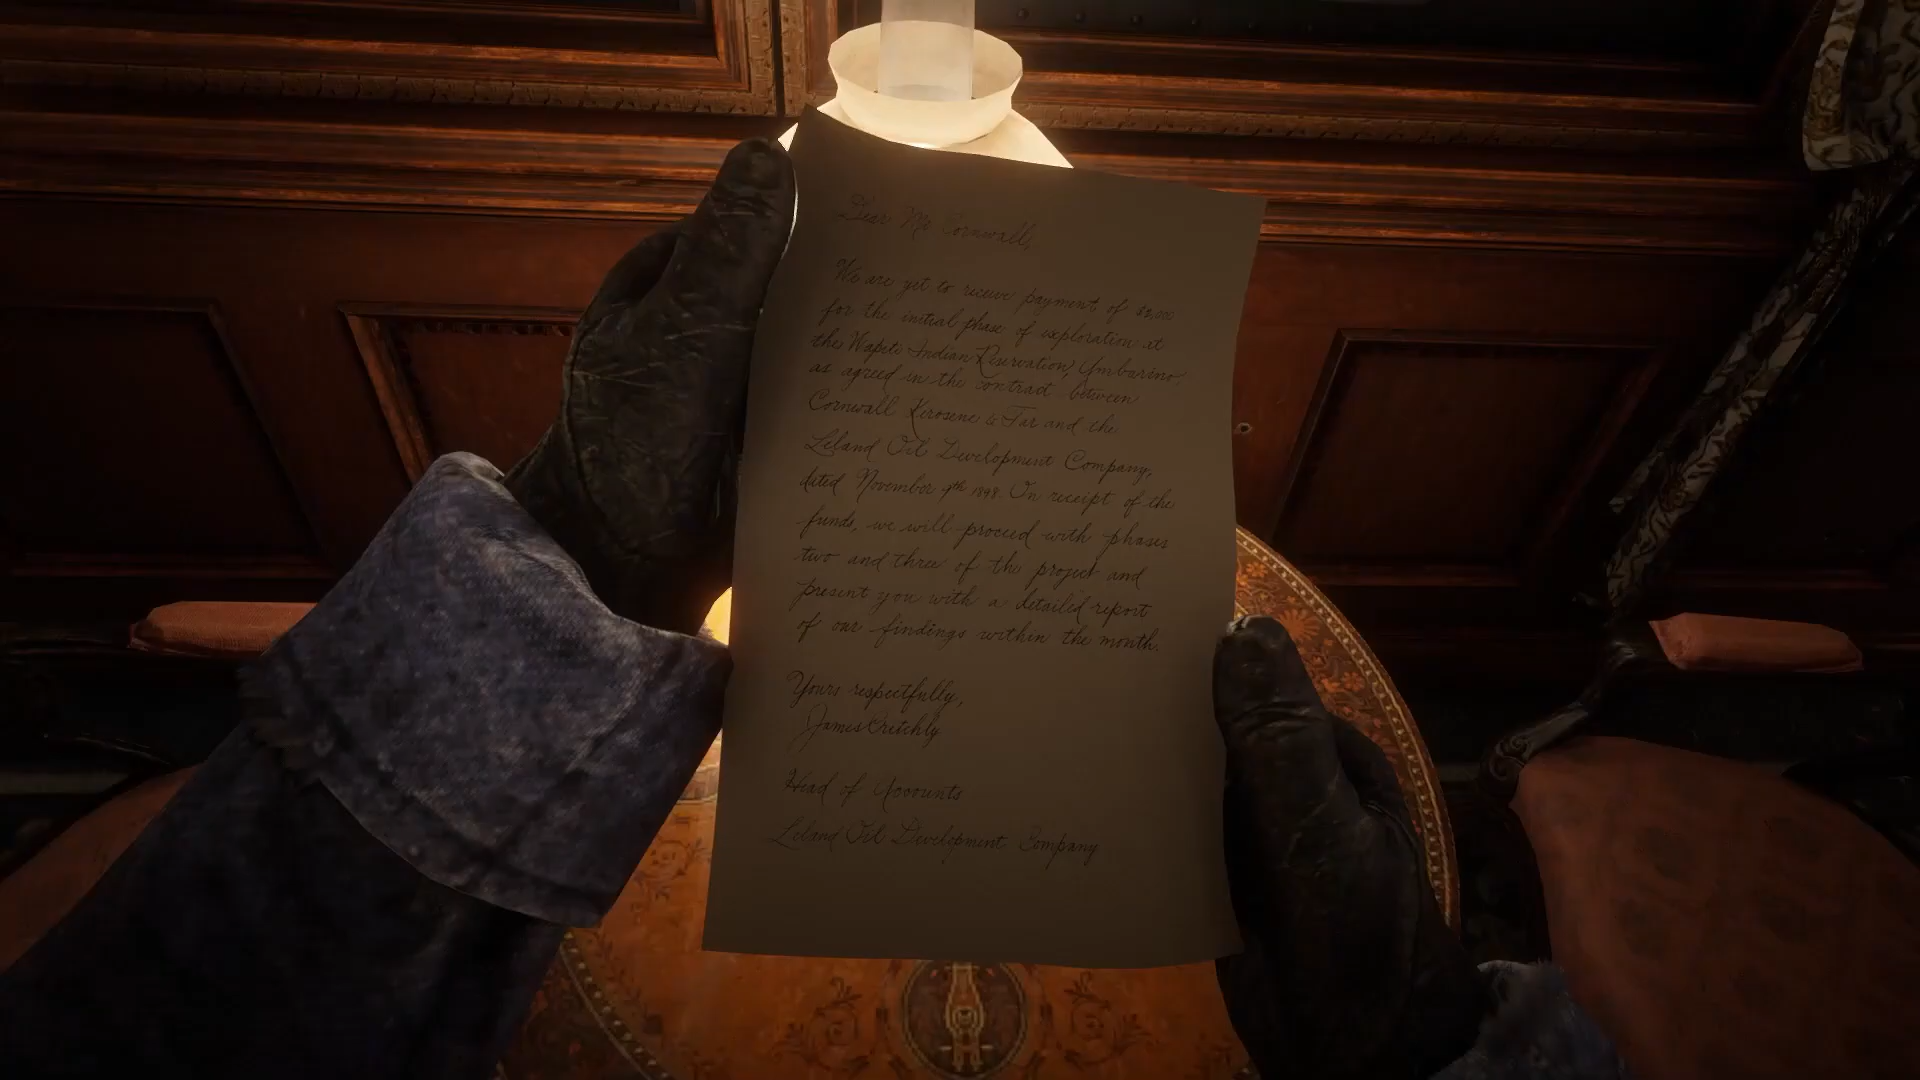 Dear Mr Cornwall,
We are yet to receive payment of $3,000
for the initial phase of exploration at
the Wapiti Indian Reservation, Ambarino,
as agreed in the contract between
Cornwall Kerosene & Tar and the
Leland Oil Development Company,
dated November 9th 1898. On receipt of the
funds, we will proceed with phases
two and three of the project and
present you with a detailed report
of our findings within the month.
Yours respectfully,
James Critchly
Head of Accounts
Leland Oil Development Company